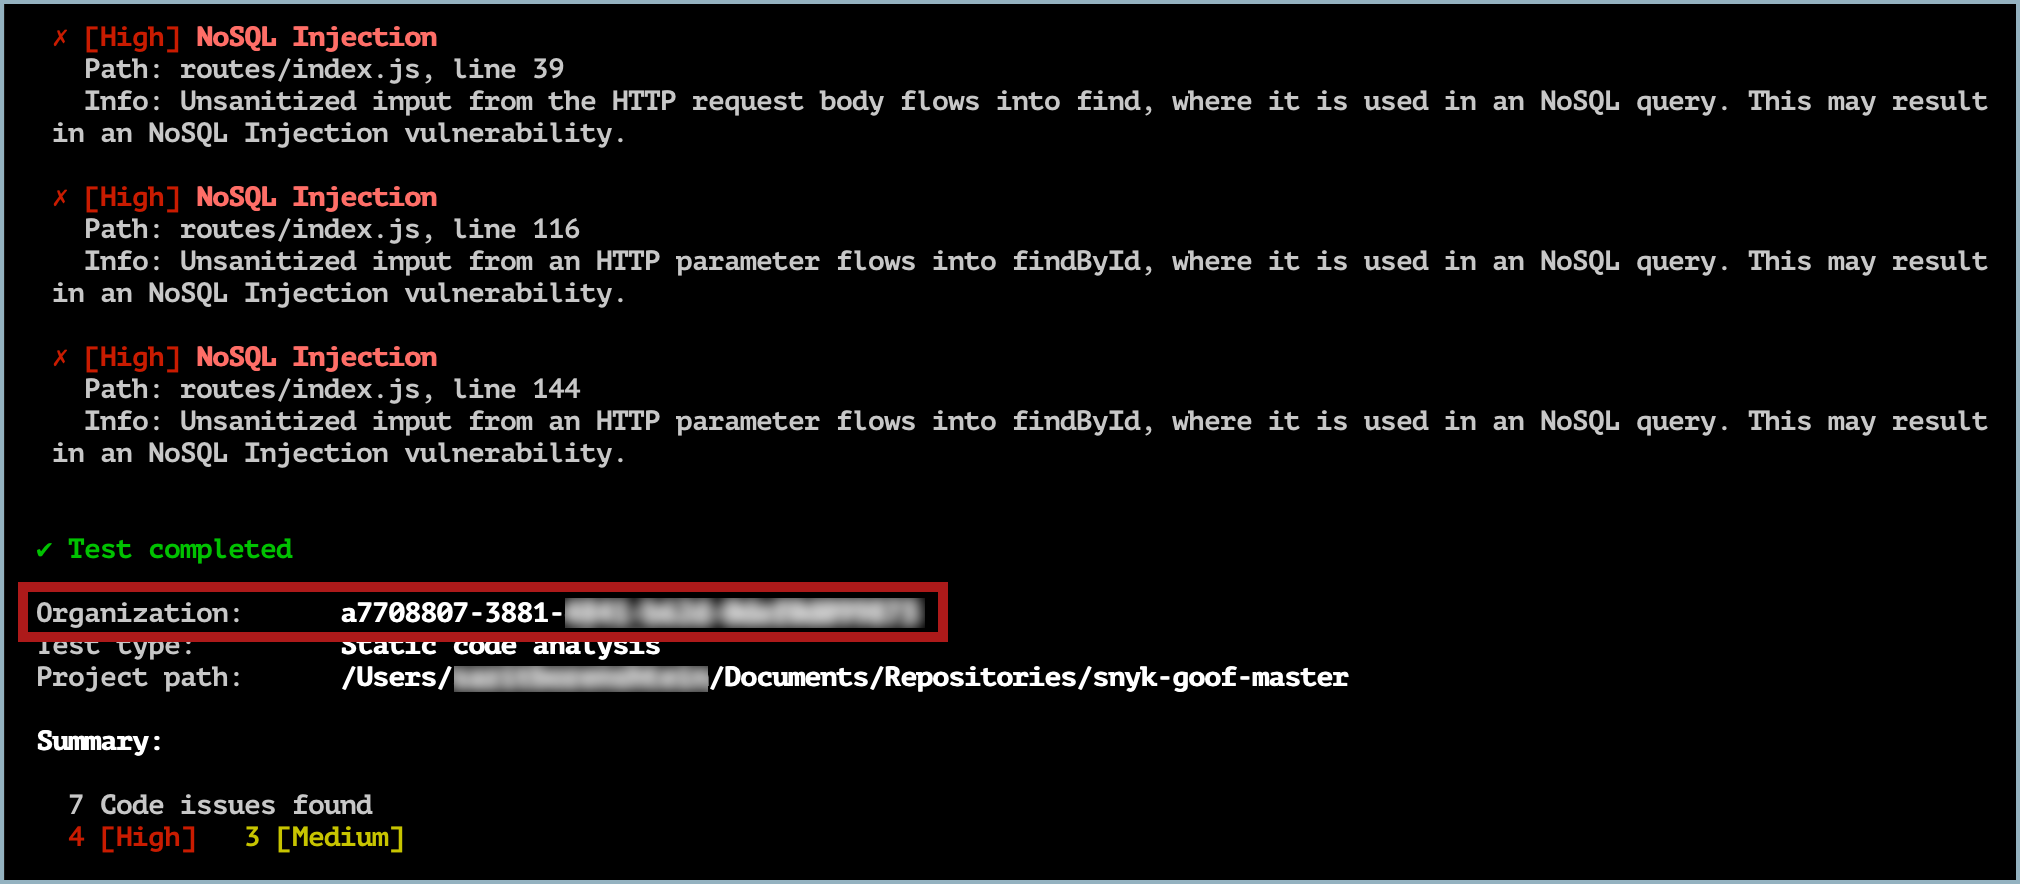 ✗ [High] NoSQL Injection
Path: routes/index.js, line 39
Info: Unsanitized input from the HTTP request body flows into find, where it is used in an NoSQL query. This may result
in an NoSQL Injection vulnerability.
✗ [High] NoSQL Injection
Path: routes/index.js, line 116
Info: Unsanitized input from an HTTP parameter flows into findById, where it is used in an NoSQL query. This may result
in an NoSQL Injection vulnerability.
✗ [High] NoSQL Injection
Path: routes/index.js, line 144
Info: Unsanitized input from an HTTP parameter flows into findById, where it is used in an NoSQL query. This may result
in an NoSQL Injection vulnerability.
✔ Test completed
Organization: a7708807-3881-
Test type: Static code analysis
Project path: /Users/ /Documents/Repositories/snyk-goof-master
Summary:
7 Code issues found
4 [High] 3 [Medium]